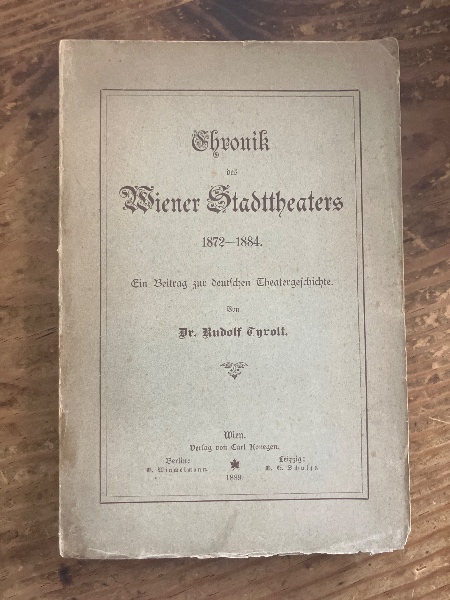 Chronik
des
Wiener Stadttheaters
1872—1884.
Ein Beitrag zur deutschen Theatergeschichte.
Von
Dr. Rudolf Tyrolt.
Wien.
Verlag von Carl Konegen.
Berlin: Leipzig:
1889